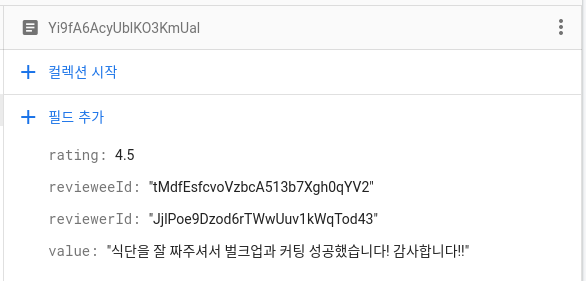 Yi9fA6AcyUblKO3KmUal
컬렉션 시작
필드 추가
rating: 4.5
revieweeId: "tMdfEsfcvoVzbcA513b7Xgh0qYV2"
reviewerId: "JjlPoe9Dzod6rTWwUuv1kWqTod43"
value: "식단을 잘 짜주셔서 벌크업과 커팅 성공했습니다! 감사합니다!!"